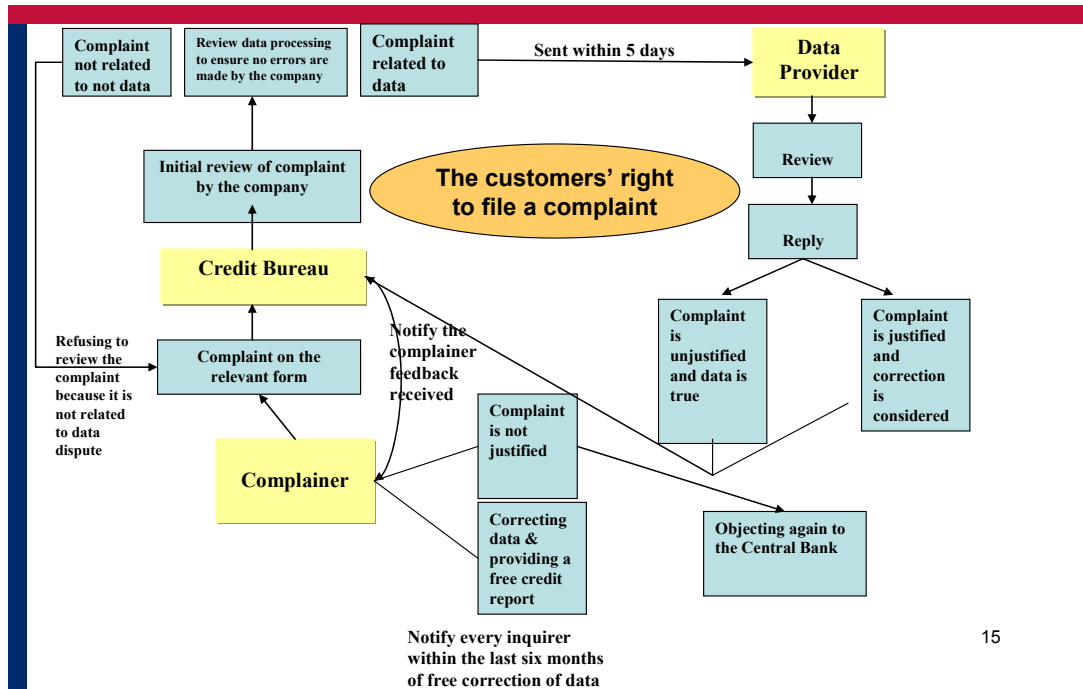 Complaint
not related
to not data
Review data processing
to ensure no errors are
made by the company
Complaint
related to
data
Sent within 5 days
Data
Provider
Initial review of complaint
by the company
The customers' right
to file a complaint
Review
Reply
Credit Bureau
Complaint
is
unjustified
and data is
true
Complaint
is justified
and
correction
is
considered
Refusing to
review the
complaint
because it is
not related
to data
dispute
Complaint on the
relevant form
Notify the
complainer
feedback
received
Complaint
is not
justified
Complainer
Correcting
data &
providing a
free credit
report
Objecting again to
the Central Bank
Notify every inquirer
within the last six months
of free correction of data
15